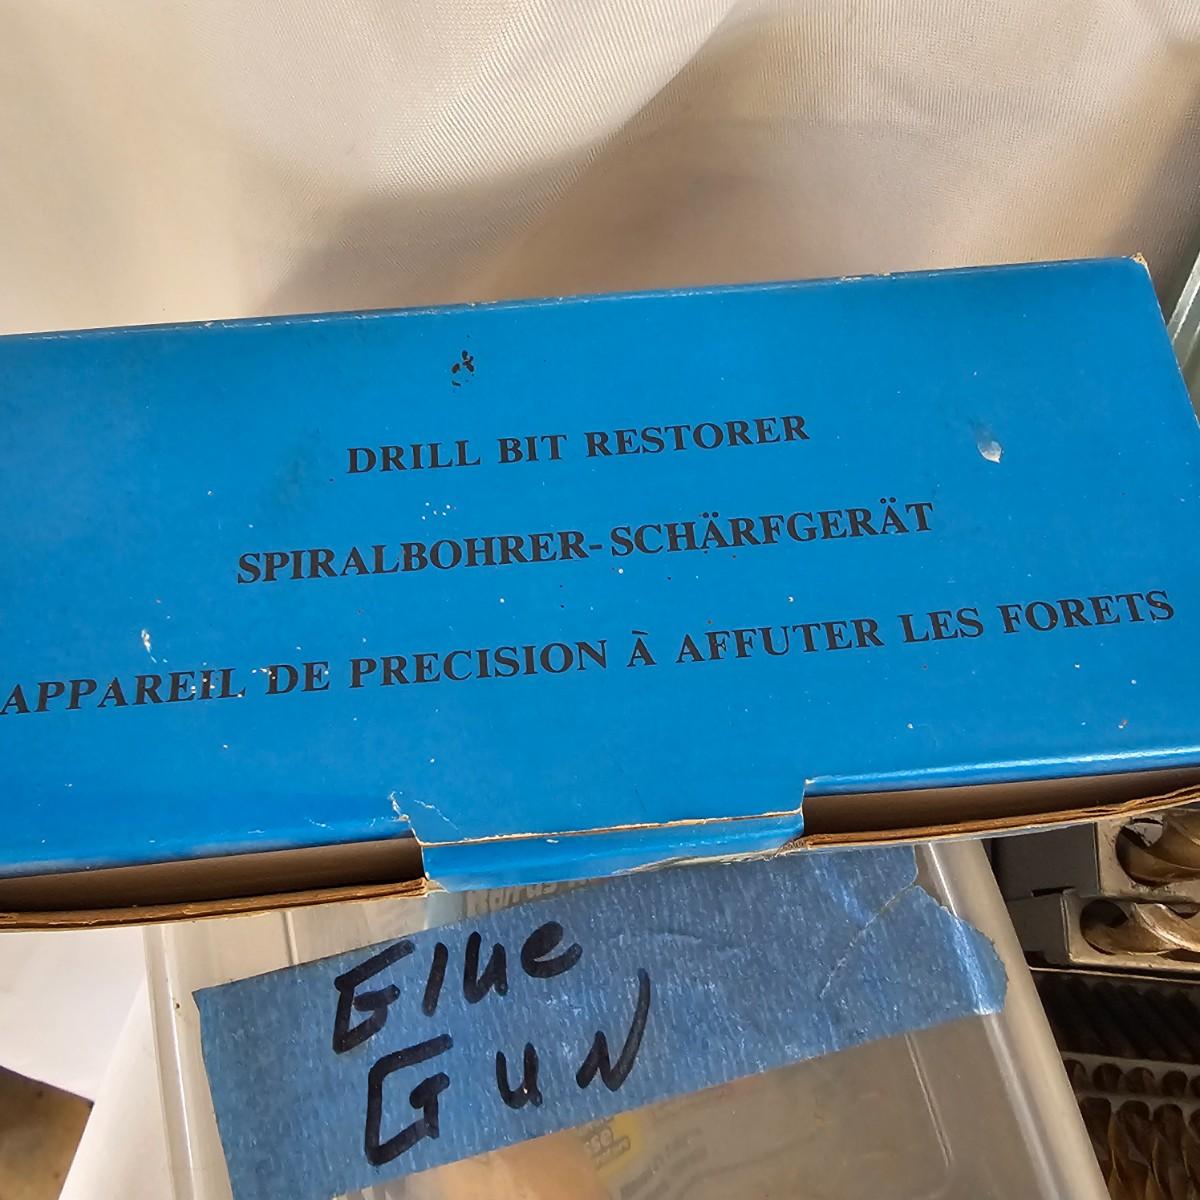 DRILL BIT RESTORER
SPIRALBOHRER-SCHÄRFGERÄT
APPAREIL DE PRECISION À AFFUTER LES FORETS
Glue
GUN